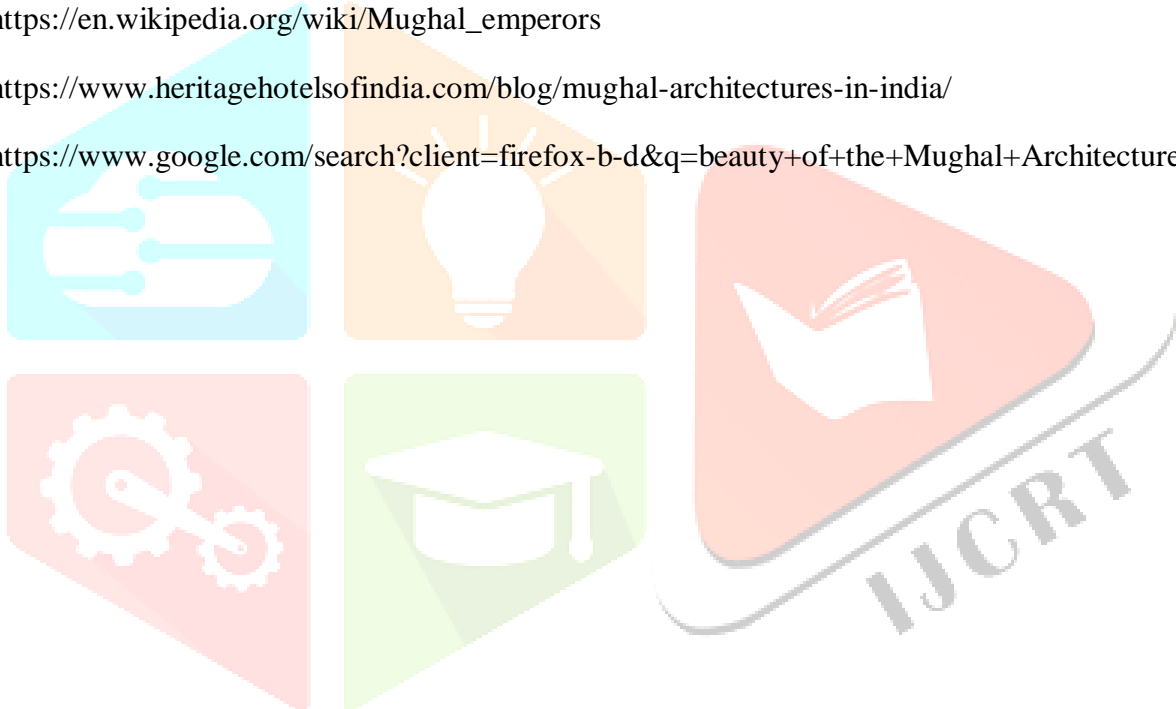 https://en.wikipedia.org/wiki/Mughal_emperors
https://www.heritagehotelsofindia.com/blog/mughal-architectures-in-india/
https://www.google.com/search?client=firefox-b-d&q=beauty+of+the+Mughal+Architecture
IJCRT